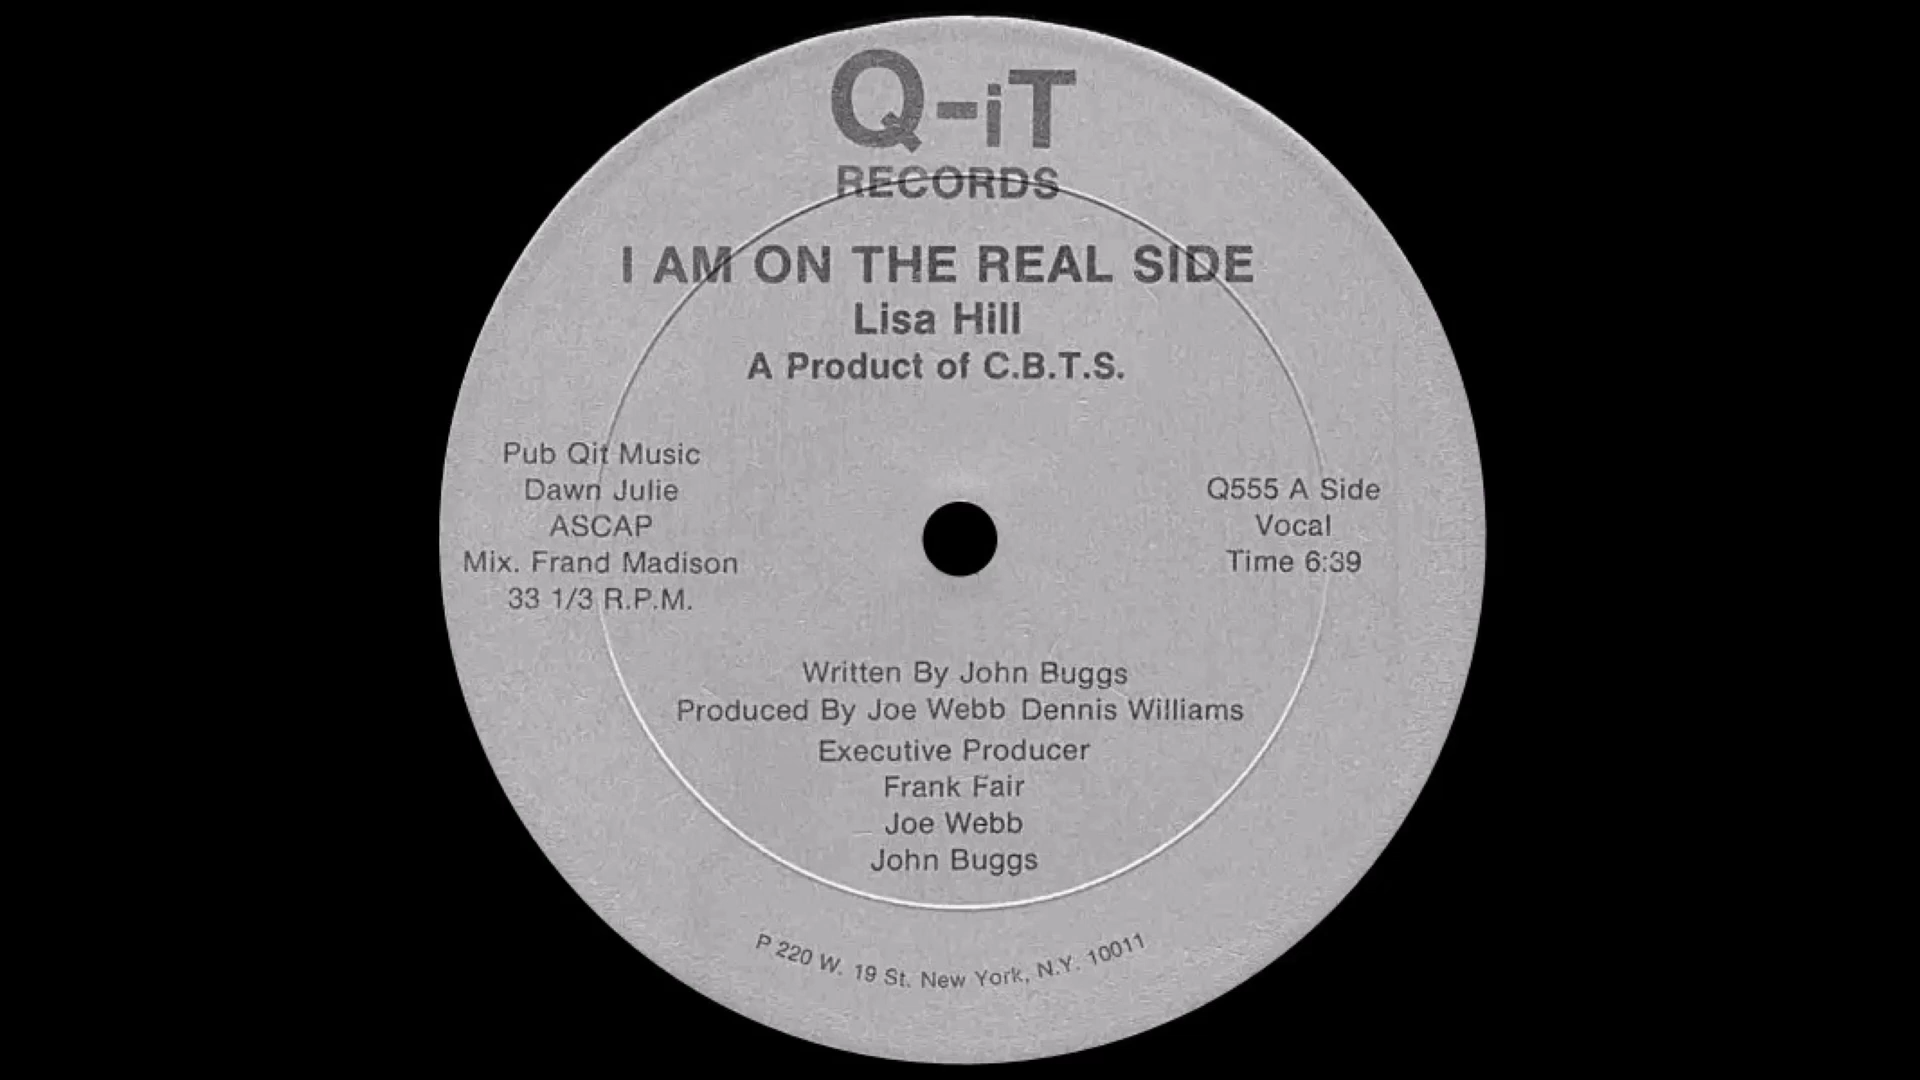 Q-iT
RECORDS
I AM ON THE REAL SIDE
Lisa Hill
A Product of C.B.T.S.
Pub Qit Music
Dawn Julie
ASCAP
Mix. Frand Madison
33 1/3 R.P.M.
Q555 A Side
Vocal
Time 6:39
Written By John Buggs
Produced By Joe Webb Dennis Williams
Executive Producer
Frank Fair
Joe Webb
John Buggs
P 220 W. 19 St. New York, N.Y. 10011